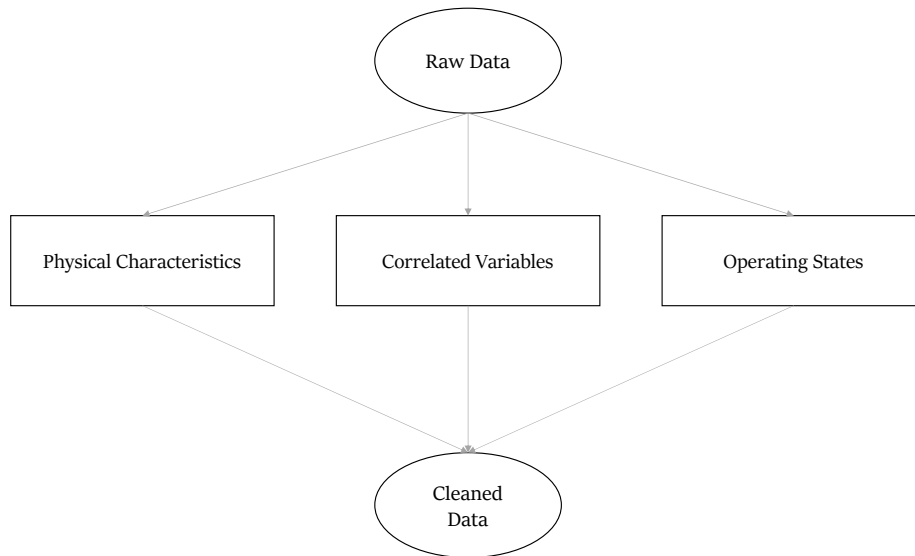 Raw Data
Physical Characteristics
Correlated Variables
Operating States
Cleaned
Data